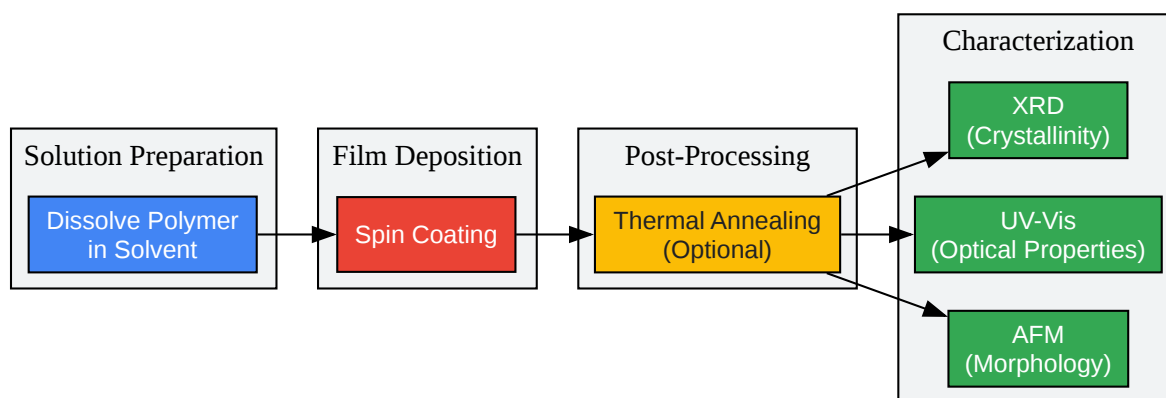 Solution Preparation
Dissolve Polymer
in Solvent
Film Deposition
Spin Coating
Post-Processing
Thermal Annealing
(Optional)
Characterization
XRD
(Crystallinity)
UV-Vis
(Optical Properties)
AFM
(Morphology)